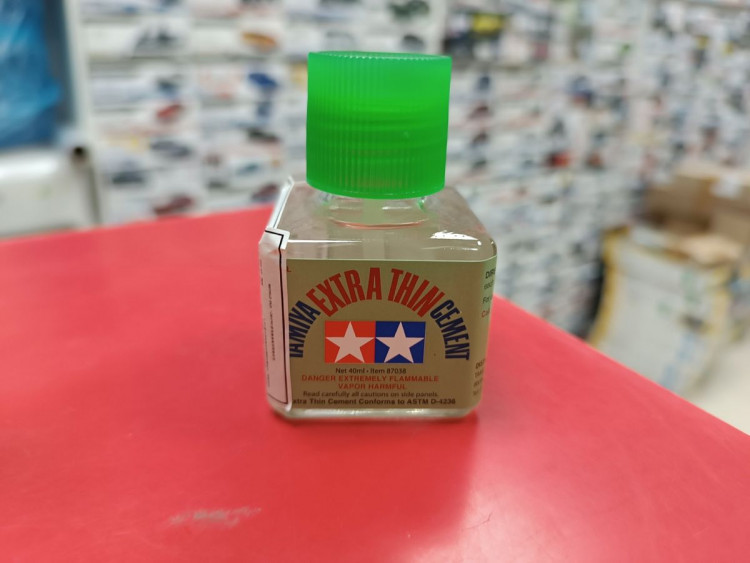 TAMIYA EXTRA THIN CEMENT
Net 40ml • Item 87038
DANGER EXTREMELY FLAMMABLE
VAPOR HARMFUL
Read carefully all cautions on side panels.
xtra Thin Cement Conforms to ASTM D-4236